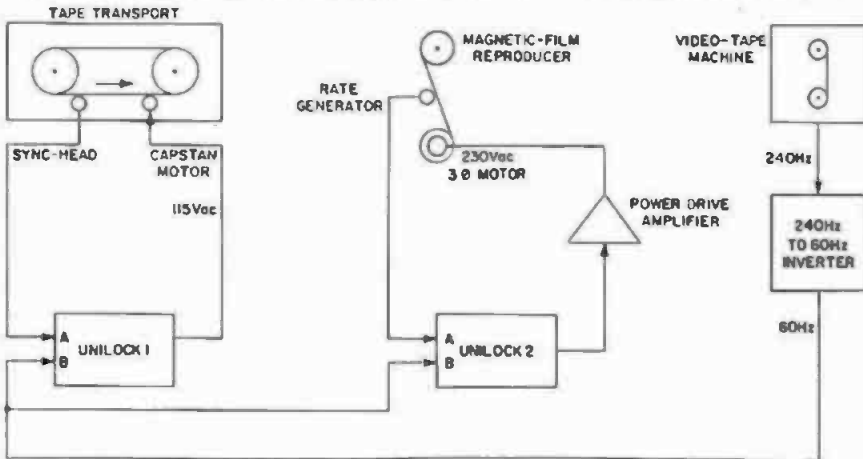 TAPE TRANSPORT
SYNC-HEAD
CAPSTAN
MOTOR
115Vac
A
B
UNILOCK 1
MAGNETIC-FILM
REPRODUCER
RATE
GENERATOR
230Vac
3Ø MOTOR
POWER DRIVE
AMPLIFIER
A
B
UNILOCK 2
VIDEO-TAPE
MACHINE
240Hz
240Hz
TO 60Hz
INVERTER
60Hz